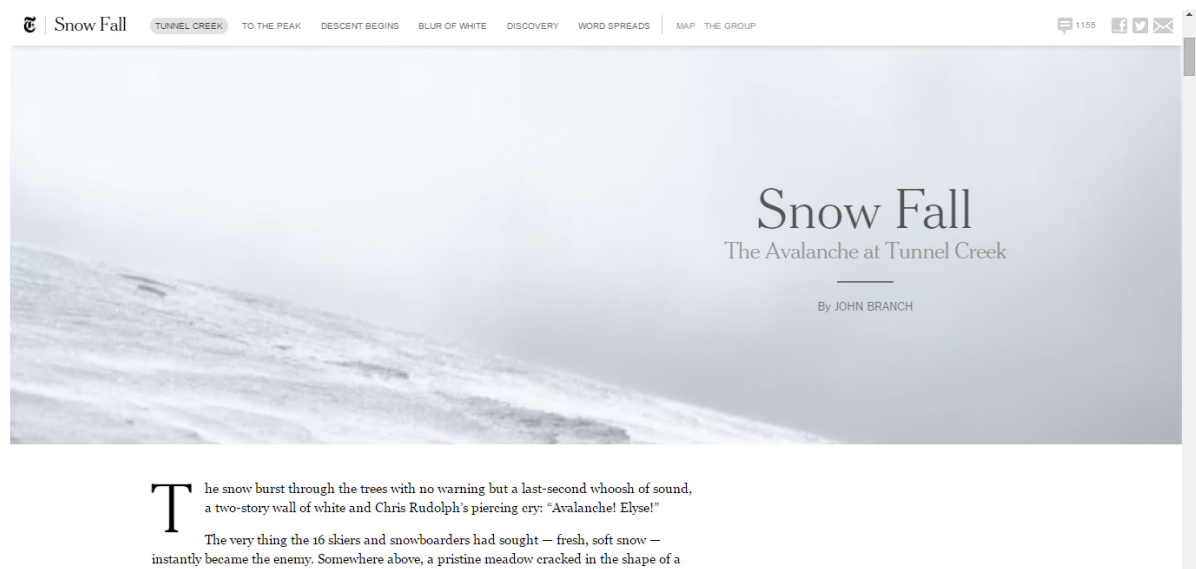 T Snow Fall TUNNEL CREEK TO THE PEAK DESCENT BEGINS BLUR OF WHITE DISCOVERY WORD SPREADS MAP THE GROUP 1155
Snow Fall
The Avalanche at Tunnel Creek
By JOHN BRANCH
The snow burst through the trees with no warning but a last-second whoosh of sound,
a two-story wall of white and Chris Rudolph’s piercing cry: “Avalanche! Elyse!”
The very thing the 16 skiers and snowboarders had sought — fresh, soft snow —
instantly became the enemy. Somewhere above, a pristine meadow cracked in the shape of a